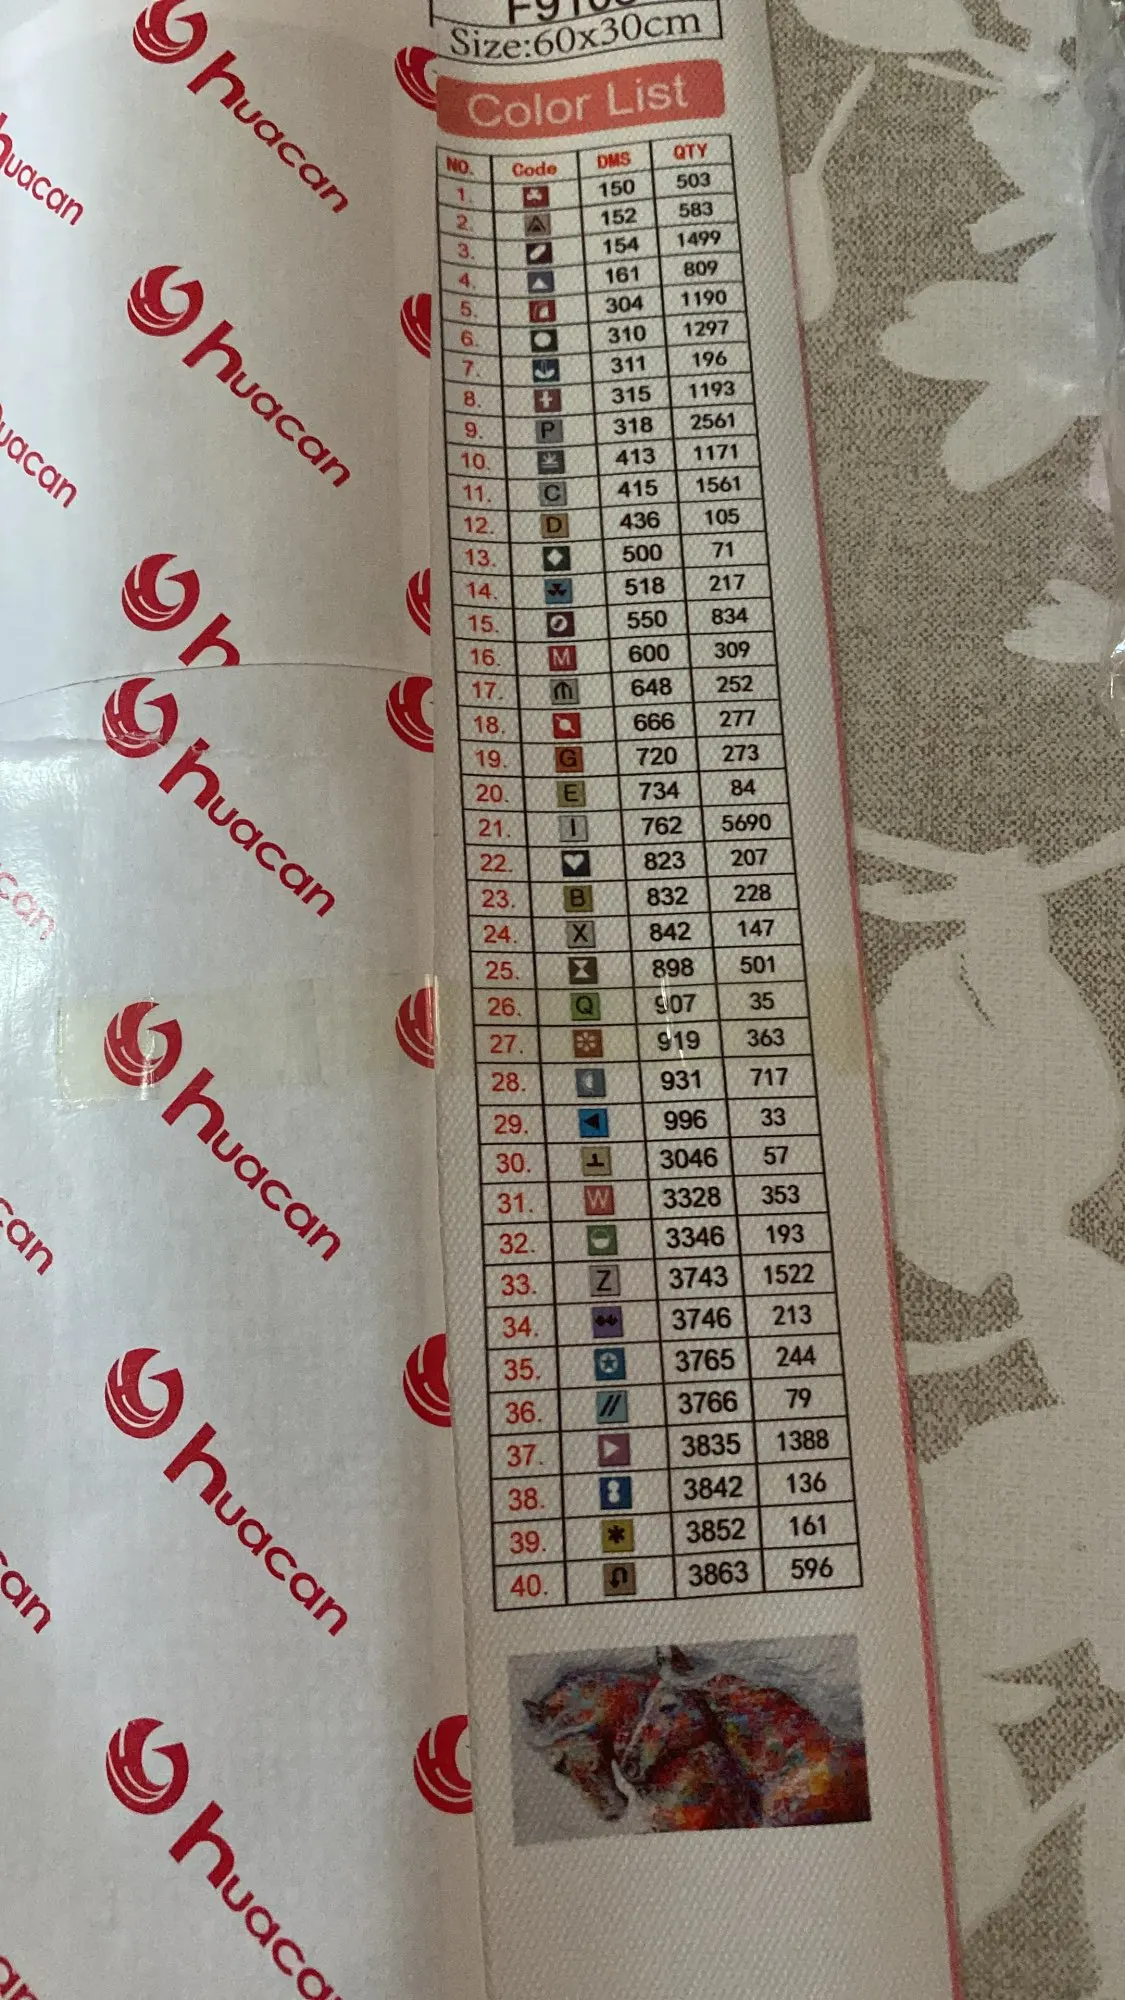 Size:60x30cm
Color List
NO. Code DMS QTY
1. 150 503
2. 152 583
3. 154 1499
4. 161 809
5. 304 1190
6. 310 1297
7. 311 196
8. 315 1193
9. P 318 2561
10. 413 1171
11. C 415 1561
12. D 436 105
13. 500 71
14. 518 217
15. 550 834
16. M 600 309
17. 648 252
18. 666 277
19. G 720 273
20. E 734 84
21. I 762 5690
22. 823 207
23. B 832 228
24. X 842 147
25. 898 501
26. Q 907 35
27. 919 363
28. 931 717
29. 996 33
30. 3046 57
31. W 3328 353
32. 3346 193
33. Z 3743 1522
34. 3746 213
35. 3765 244
36. // 3766 79
37. 3835 1388
38. 3842 136
39. * 3852 161
40. 3863 596
huacan
huacan
huacan
huacan
huacan
huacan
huacan